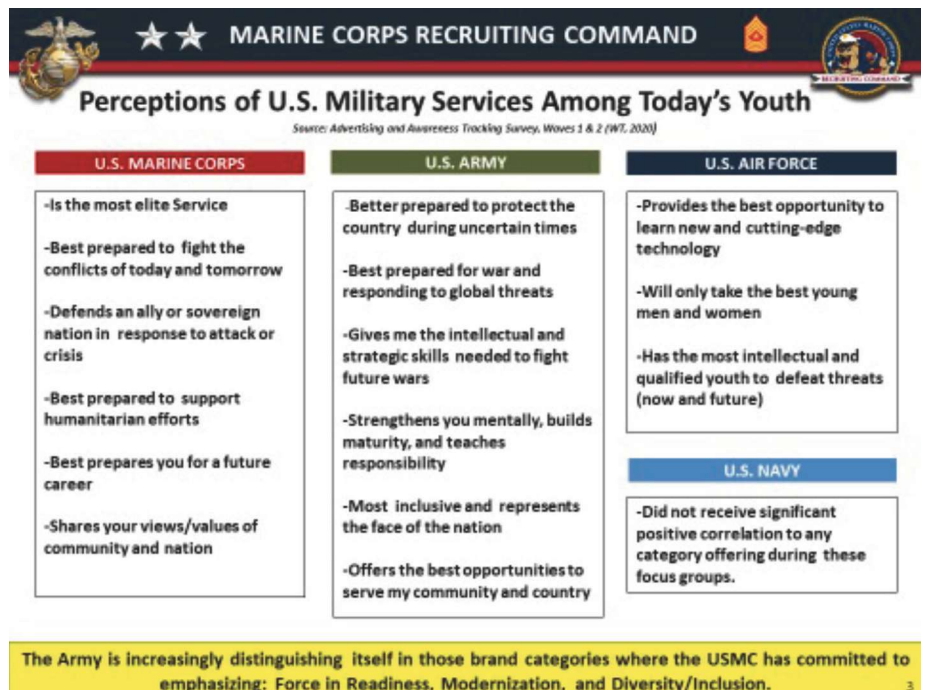 MARINE CORPS RECRUITING COMMAND
Perceptions of U.S. Military Services Among Today's Youth
Source: Advertising and Awareness Tracking Survey, Waves 1 & 2 (WT, 2020)
U.S. MARINE CORPS
-Is the most elite Service
-Best prepared to fight the
conflicts of today and tomorrow
-Defends an ally or sovereign
nation in response to attack or
crisis
-Best prepared to support
humanitarian efforts
-Best prepares you for a future
career
-Shares your views/values of
community and nation
U.S. ARMY
-Better prepared to protect the
country during uncertain times
-Best prepared for war and
responding to global threats
-Gives me the intellectual and
strategic skills needed to fight
future wars
-Strengthens you mentally, builds
maturity, and teaches
responsibility
-Most inclusive and represents
the face of the nation
-Offers the best opportunities to
serve my community and country
U.S. AIR FORCE
-Provides the best opportunity to
learn new and cutting-edge
technology
-Will only take the best young
men and women
-Has the most intellectual and
qualified youth to defeat threats
(now and future)
U.S. NAVY
-Did not receive significant
positive correlation to any
category offering during these
focus groups.
The Army is increasingly distinguishing itself in those brand categories where the USMC has committed to
emphasizing: Force in Readiness, Modernization, and Diversity/Inclusion.
3
RECRUITING COMMAND